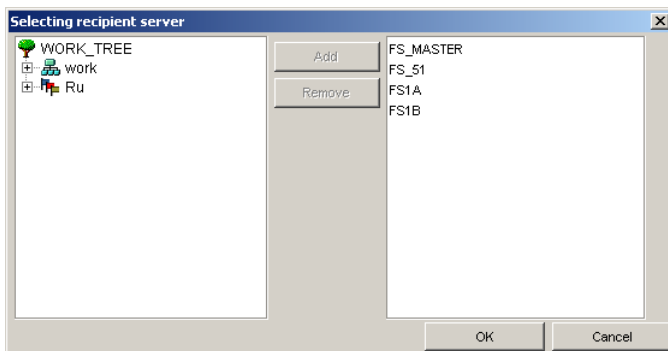 Selecting recipient server
WORK_TREE
work
Ru
Add
Remove
FS_MASTER
FS_51
FS1A
FS1B
OK
Cancel